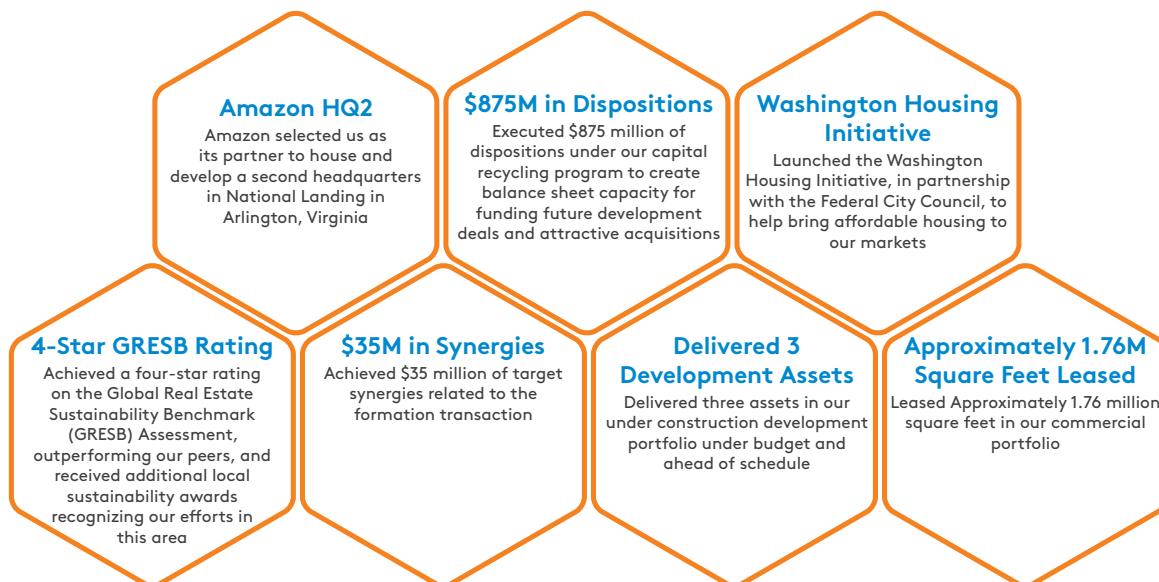 Amazon HQ2
Amazon selected us as
its partner to house and
develop a second headquarters
in National Landing in
Arlington, Virginia
$875M in Dispositions
Executed $875 million of
dispositions under our capital
recycling program to create
balance sheet capacity for
funding future development
deals and attractive acquisitions
Washington Housing
Initiative
Launched the Washington
Housing Initiative, in partnership
with the Federal City Council, to
help bring affordable housing to
our markets
4-Star GRESB Rating
Achieved a four-star rating
on the Global Real Estate
Sustainability Benchmark
(GRESB) Assessment,
outperforming our peers, and
received additional local
sustainability awards
recognizing our efforts in
this area
$35M in Synergies
Achieved $35 million of target
synergies related to the
formation transaction
Delivered 3
Development Assets
Delivered three assets in our
under construction development
portfolio under budget and
ahead of schedule
Approximately 1.76M
Square Feet Leased
Leased Approximately 1.76 million
square feet in our commercial
portfolio